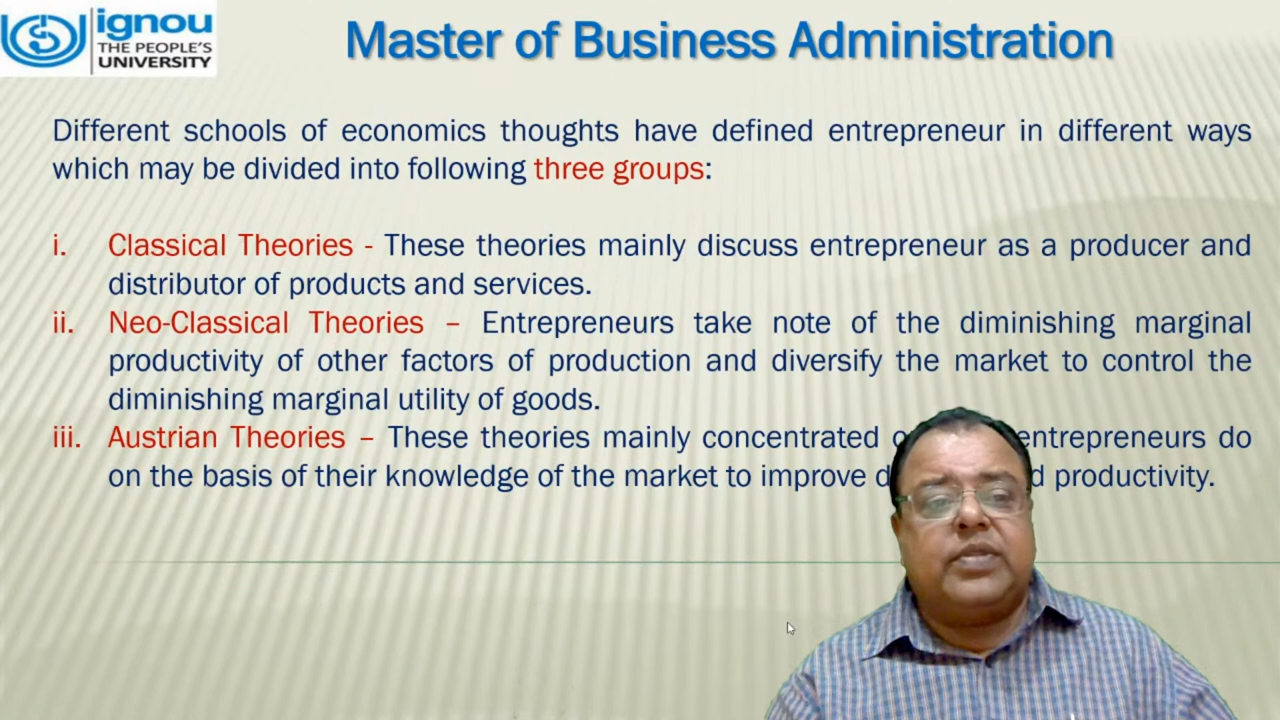 ignou
THE PEOPLE'S
UNIVERSITY
Master of Business Administration
Different schools of economics thoughts have defined entrepreneur in different ways
which may be divided into following three groups:
i. Classical Theories - These theories mainly discuss entrepreneur as a producer and
distributor of products and services.
ii. Neo-Classical Theories – Entrepreneurs take note of the diminishing marginal
productivity of other factors of production and diversify the market to control the
diminishing marginal utility of goods.
iii. Austrian Theories – These theories mainly concentrated entrepreneurs do
on the basis of their knowledge of the market to improve productivity.